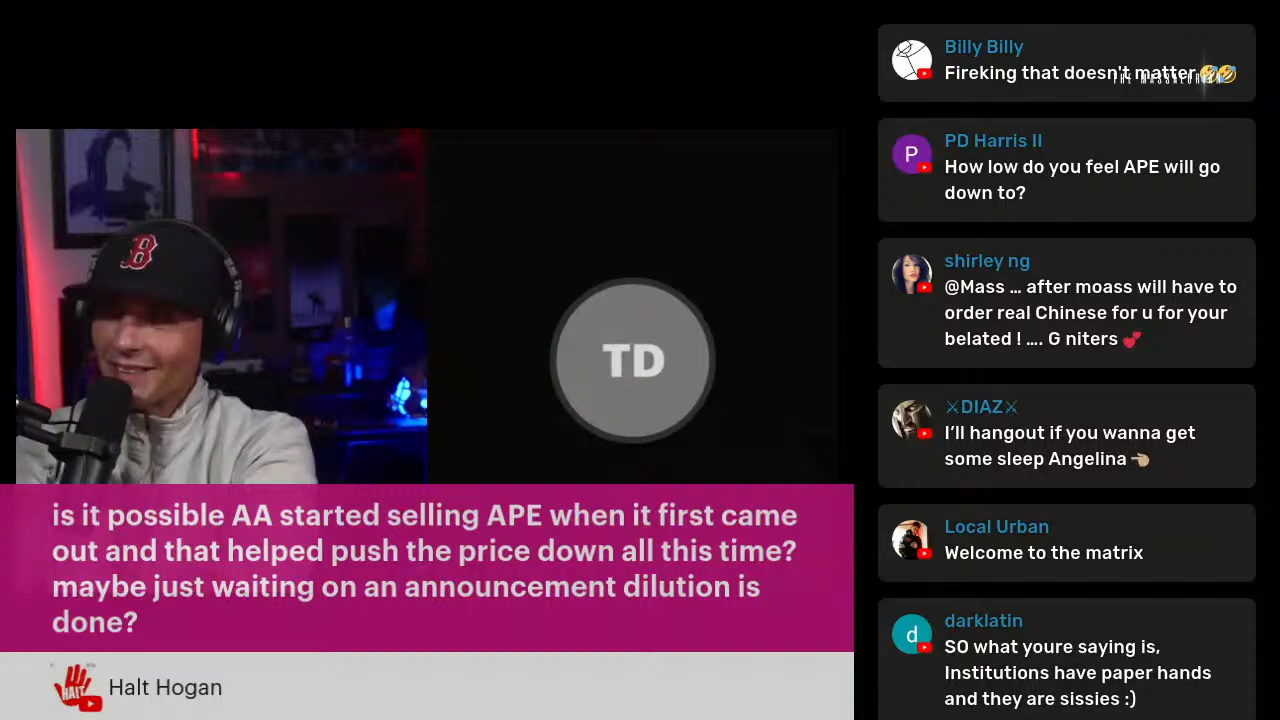 B
TD
is it possible AA started selling APE when it first came
out and that helped push the price down all this time?
maybe just waiting on an announcement dilution is
done?
HALT
Halt Hogan
Billy Billy
Fireking that doesn't matter 🤣🤣
P
PD Harris II
How low do you feel APE will go
down to?
shirley ng
@Mass ... after moass will have to
order real Chinese for u for your
belated ! .... G niters 💕
⚔DIAZ⚔
I’ll hangout if you wanna get
some sleep Angelina 👈🏼
Local Urban
Welcome to the matrix
d
darklatin
SO what youre saying is,
Institutions have paper hands
and they are sissies :)